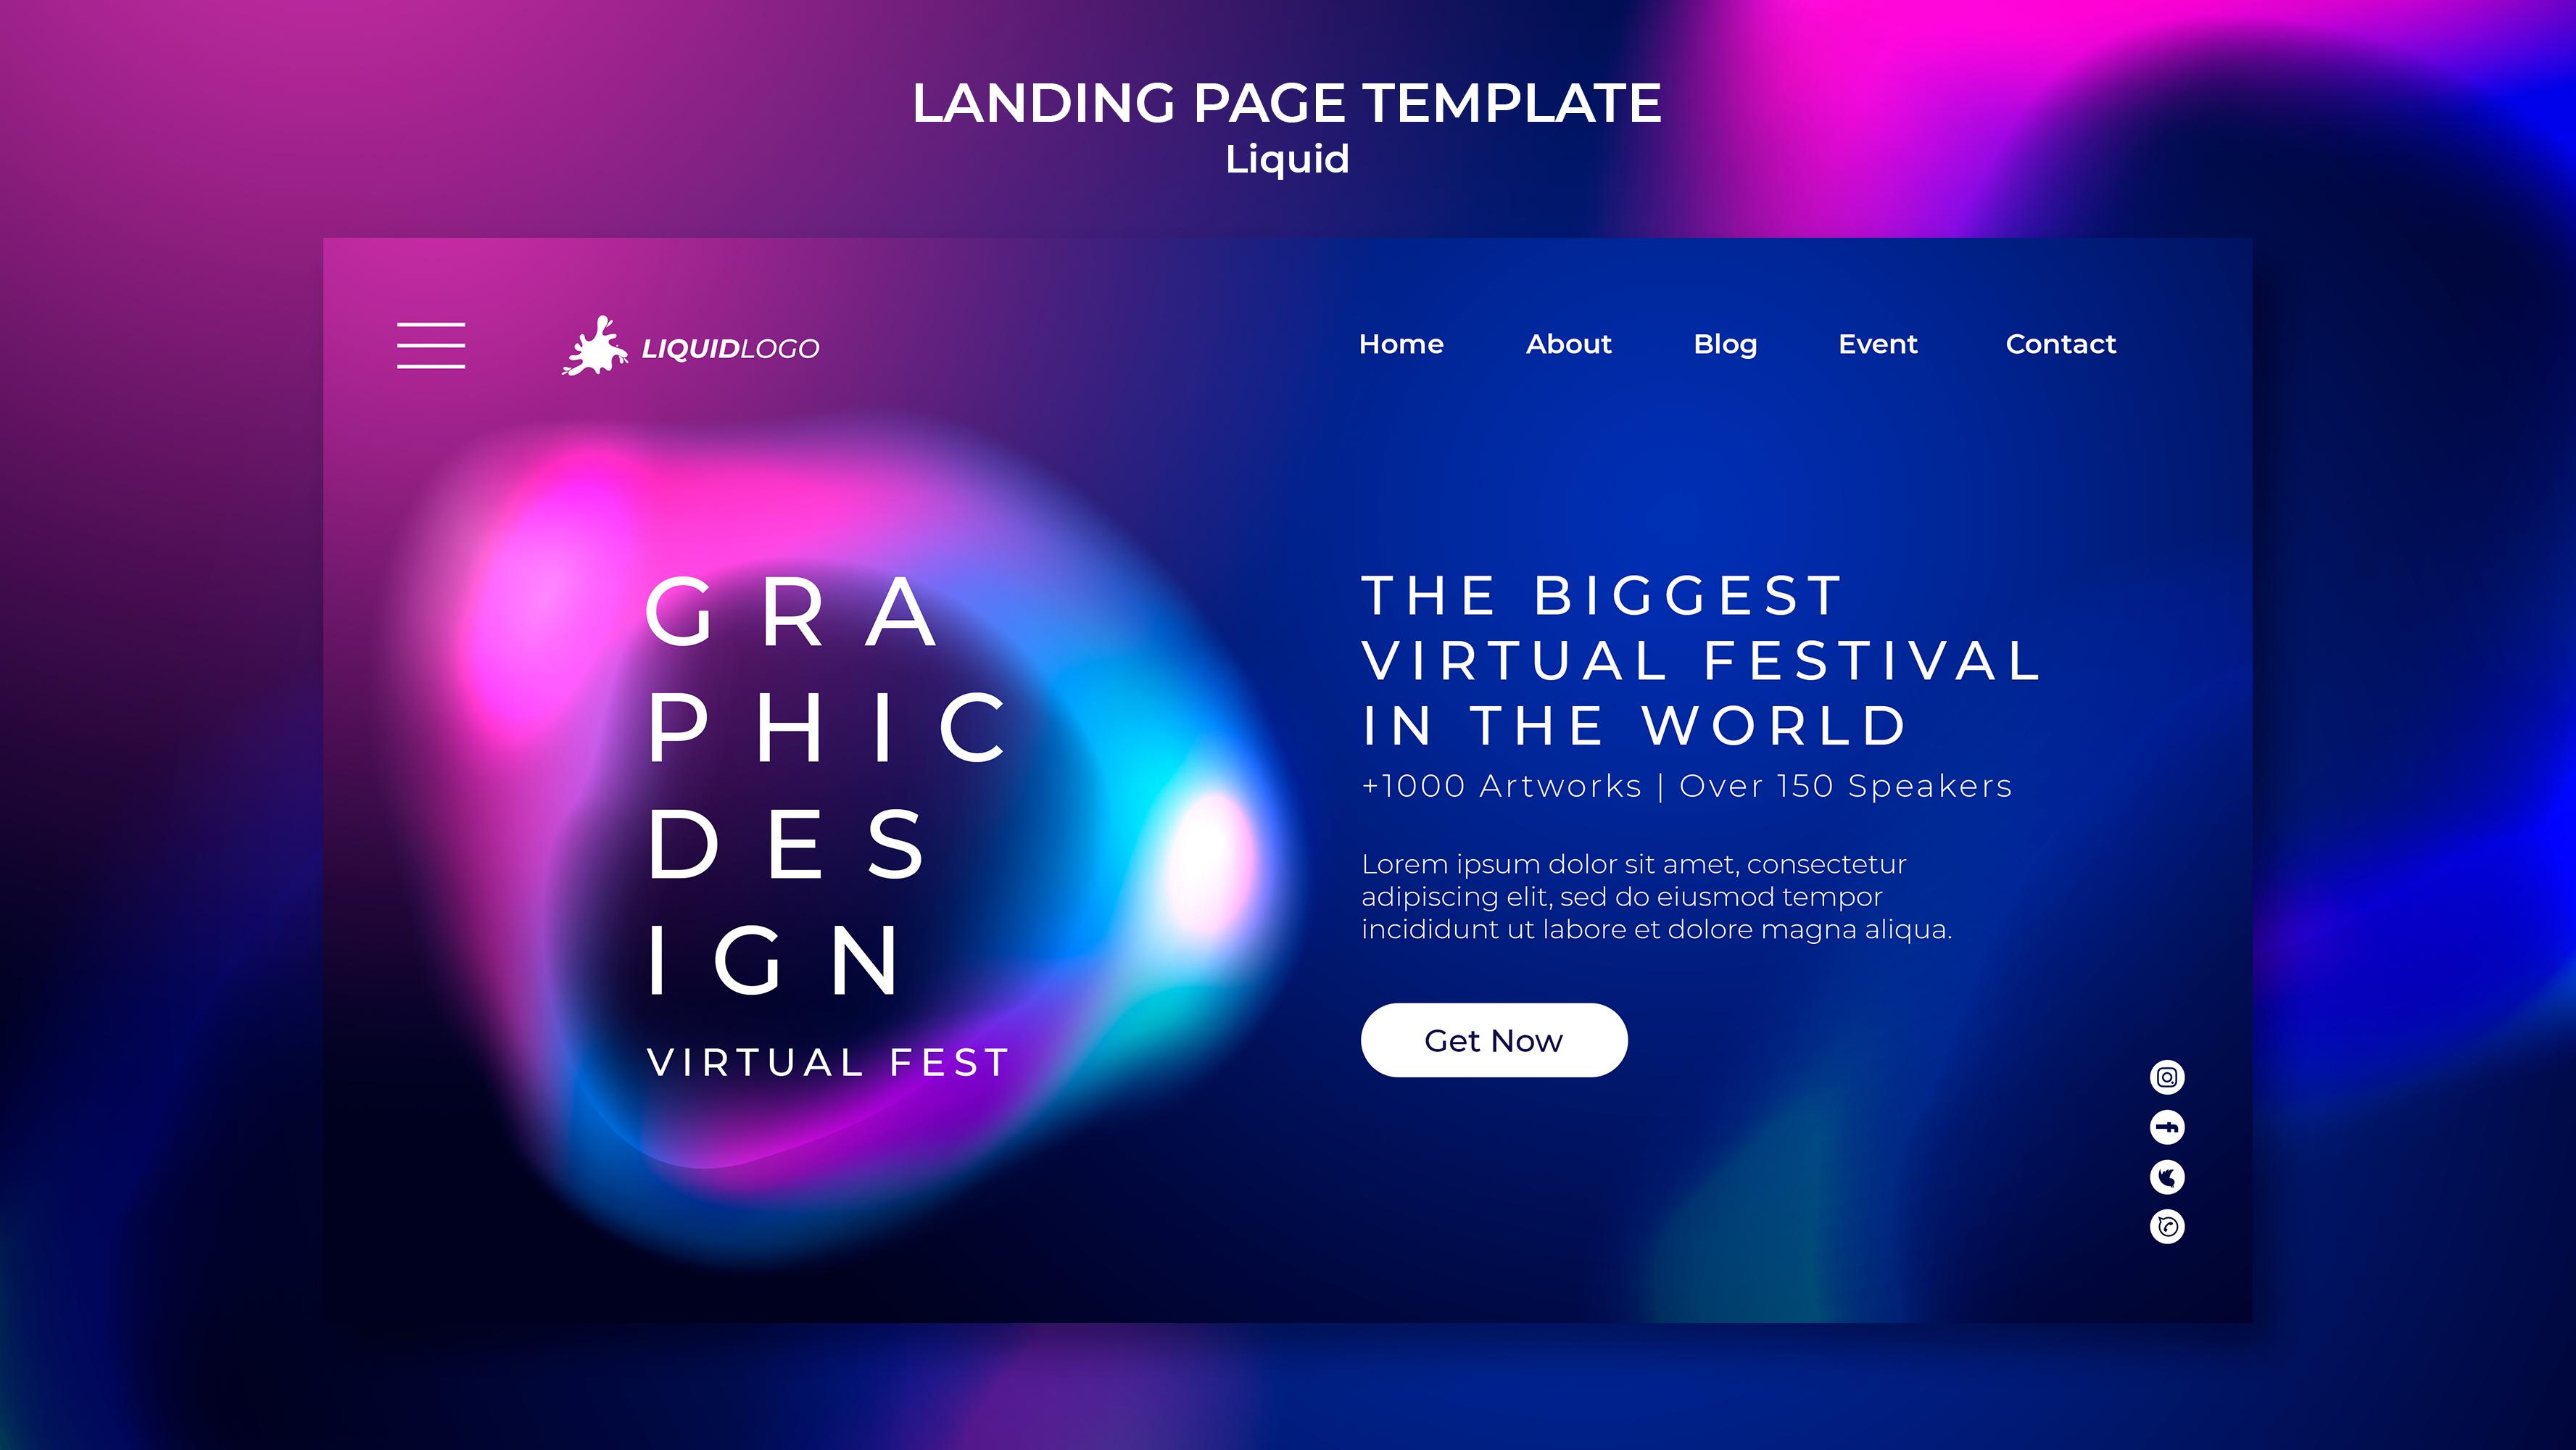 LANDING PAGE TEMPLATE
Liquid
LIQUIDLOGO
Home About Blog Event Contact
GRA
PHIC
DES
IGN
VIRTUAL FEST
THE BIGGEST
VIRTUAL FESTIVAL
IN THE WORLD
+1000 Artworks | Over 150 Speakers
Lorem ipsum dolor sit amet, consectetur
adipiscing elit, sed do eiusmod tempor
incididunt ut labore et dolore magna aliqua.
Get Now